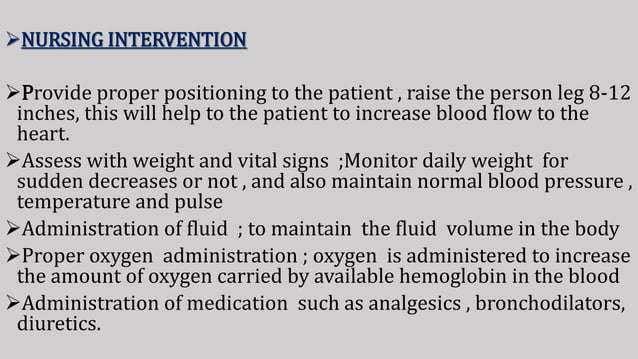 ➢NURSING INTERVENTION
➢Provide proper positioning to the patient , raise the person leg 8-12
inches, this will help to the patient to increase blood flow to the
heart.
➢Assess with weight and vital signs ;Monitor daily weight for
sudden decreases or not , and also maintain normal blood pressure ,
temperature and pulse
➢Administration of fluid ; to maintain the fluid volume in the body
➢Proper oxygen administration ; oxygen is administered to increase
the amount of oxygen carried by available hemoglobin in the blood
➢Administration of medication such as analgesics , bronchodilators,
diuretics.